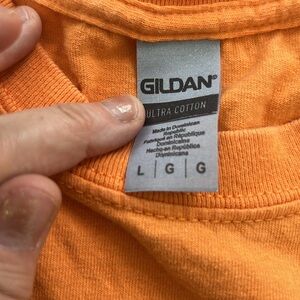 GILDAN®
ULTRA COTTON
Made in Dominican
Republic
Fabriqué en République
Dominicaine
Hecho en República
Dominicana
L G G